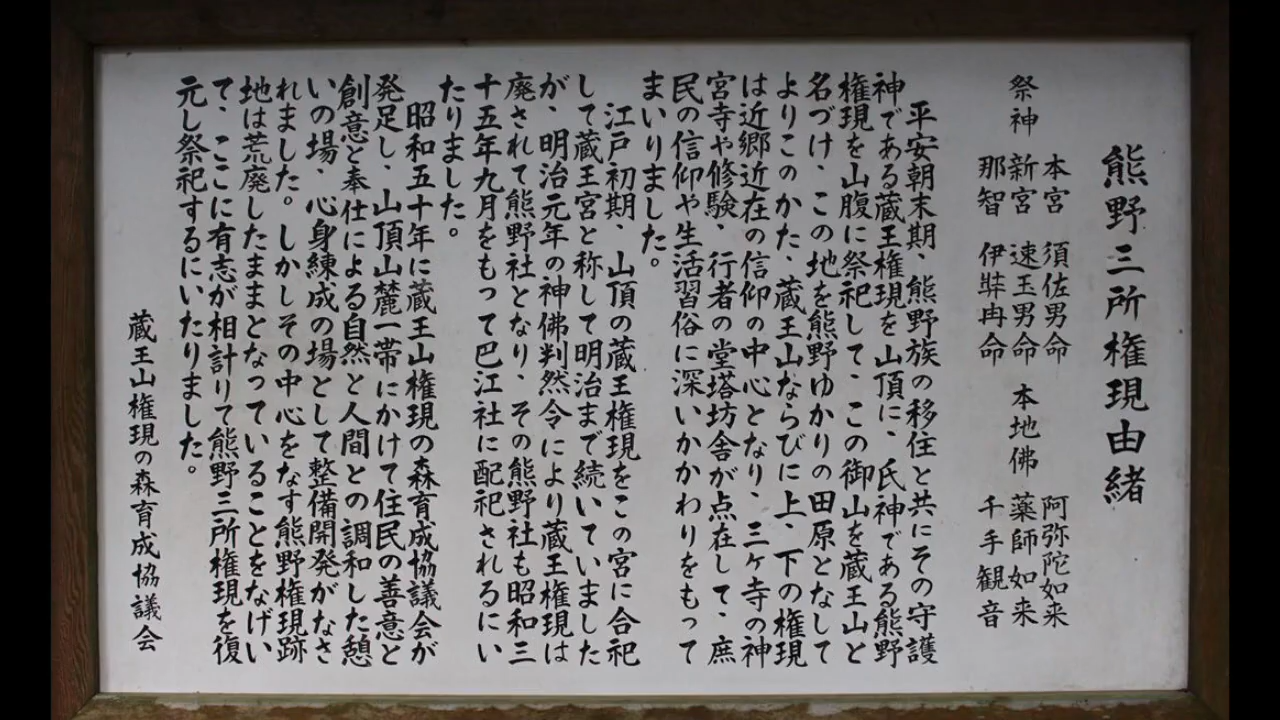 熊野三所権現由緒
祭神 本宮 須佐男命 本地佛 阿弥陀如来
新宮 速玉男命 薬師如来
那智 伊弉冉命 千手観音
平安朝末期、熊野族の移住と共にその守護
神である蔵王権現を山頂に、氏神である熊野
権現を山腹に祭祀して、この御山を蔵王山と
名づけ、この地を熊野ゆかりの田原となして
よりこのかた、蔵王山ならびに上、下の権現
は近郷近在の信仰の中心となり、三ヶ寺の神
宮寺や修験、行者の堂塔坊舎が点在して、庶
民の信仰や生活習俗に深いかかわりをもって
まいりました。
江戸初期、山頂の蔵王権現をこの宮に合祀
して蔵王宮と称して明治まで続いていました
が、明治元年の神佛判然令により蔵王権現は
廃されて熊野社となり、その熊野社も昭和三
十五年九月をもって巴江社に配祀されるにい
たりました。
昭和五十年に蔵王山権現の森育成協議会が
発足し、山頂山麓一帯にかけて住民の善意と
創意と奉仕による自然と人間との調和した憩
いの場、心身練成の場として整備開発がなさ
れました。しかしその中心をなす熊野権現跡
地は荒廃したままとなっていることをなげい
て、ここに有志が相計りて熊野三所権現を復
元し祭祀するにいたりました。
蔵王山権現の森育成協議会